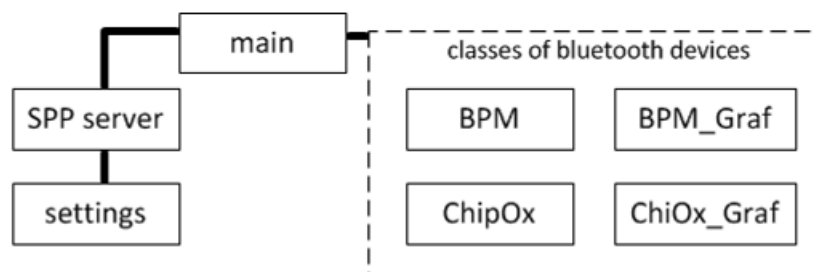 main
classes of bluetooth devices
SPP server
BPM
BPM_Graf
settings
ChipOx
ChiOx_Graf